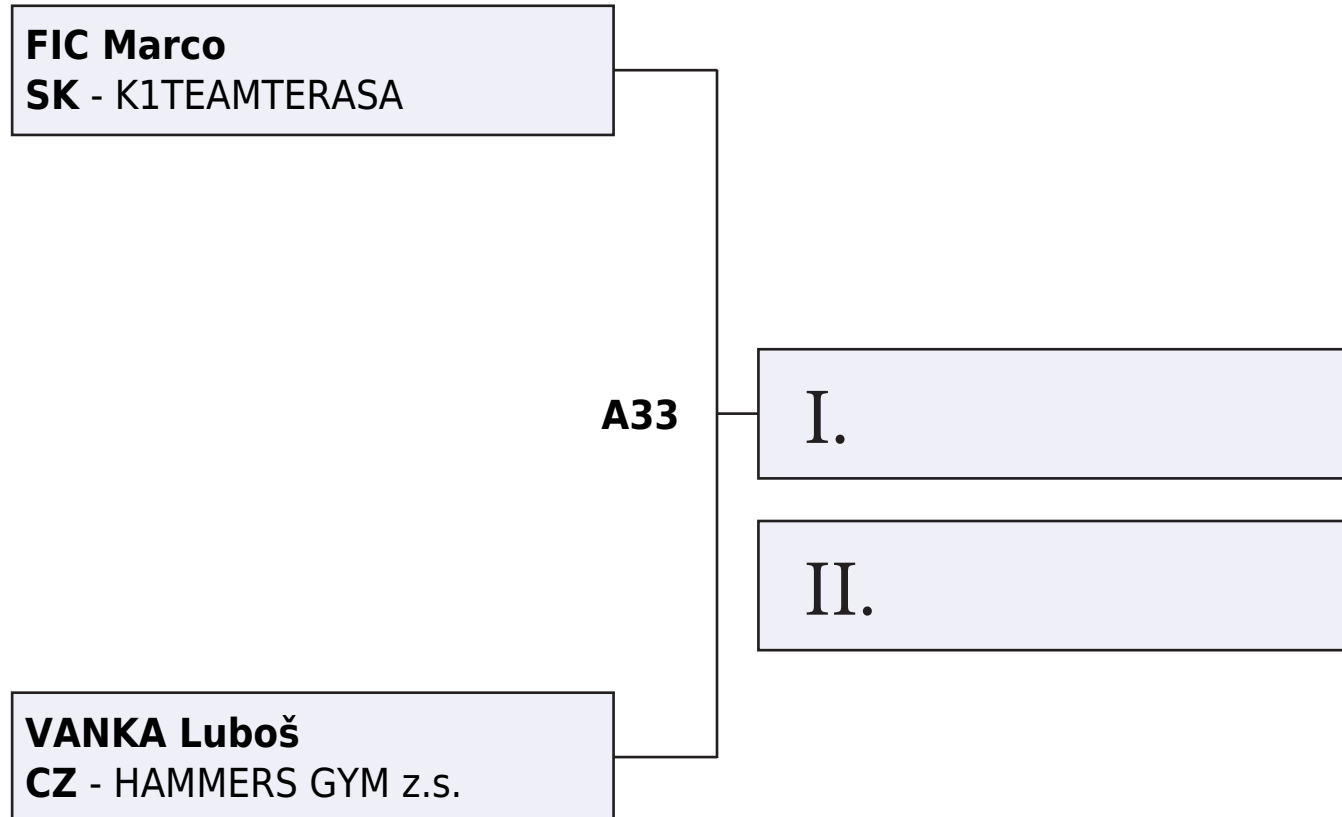 FIC Marco
SK - K1TEAMTERASA
A33
I.
II.
VANKA Luboš
CZ - HAMMERS GYM z.s.